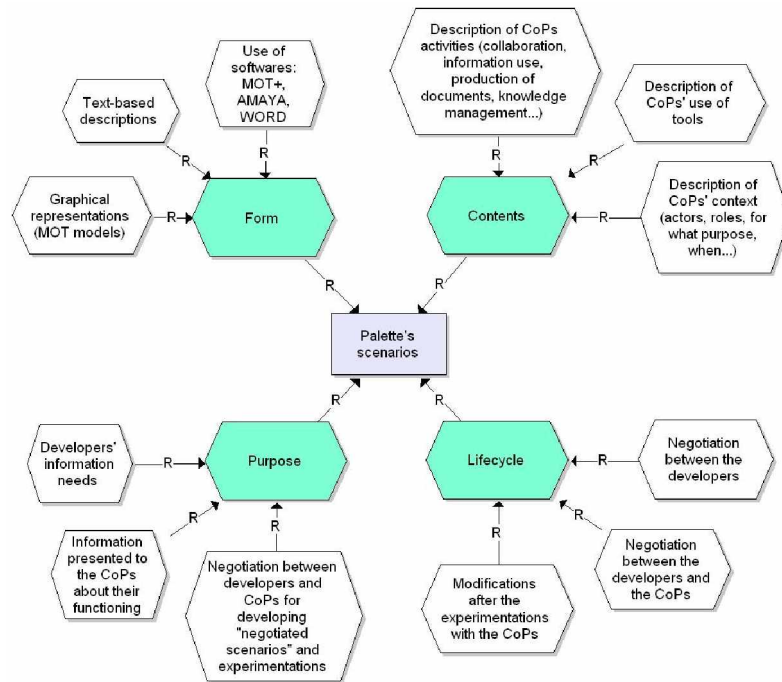 Use of
softwares:
MOT+,
AMAYA,
WORD
Text-based
descriptions
R
R
Graphical
representations
(MOT models)
R
Form
R
Description of CoPs
activities (collaboration,
information use,
production of
documents, knowledge
management...)
Description of
CoPs' use of
tools
R
R
Description of
CoPs' context
(actors, roles, for
what purpose,
when...)
R
Contents
R
Palette's
scenarios
R
R
Purpose
Lifecycle
Developers'
information
needs
R
R
Negotiation
between the
developers
R
R
R
R
Information
presented to
the CoPs
about their
functioning
Negotiation between
developers and
CoPs for
developing
"negotiated
scenarios" and
experimentations
Modifications
after the
experimentations
with the CoPs
Negotiation
between the
developers and
the CoPs